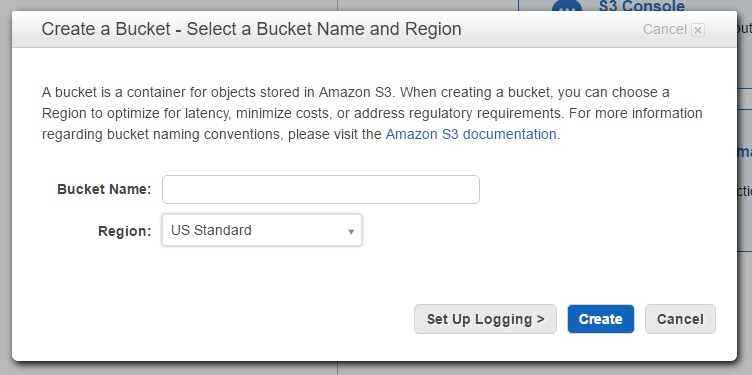 S3 Console
Create a Bucket - Select a Bucket Name and Region
Cancel x
A bucket is a container for objects stored in Amazon S3. When creating a bucket, you can choose a
Region to optimize for latency, minimize costs, or address regulatory requirements. For more information
regarding bucket naming conventions, please visit the Amazon S3 documentation.
Bucket Name:
Region: US Standard
Set Up Logging > Create Cancel